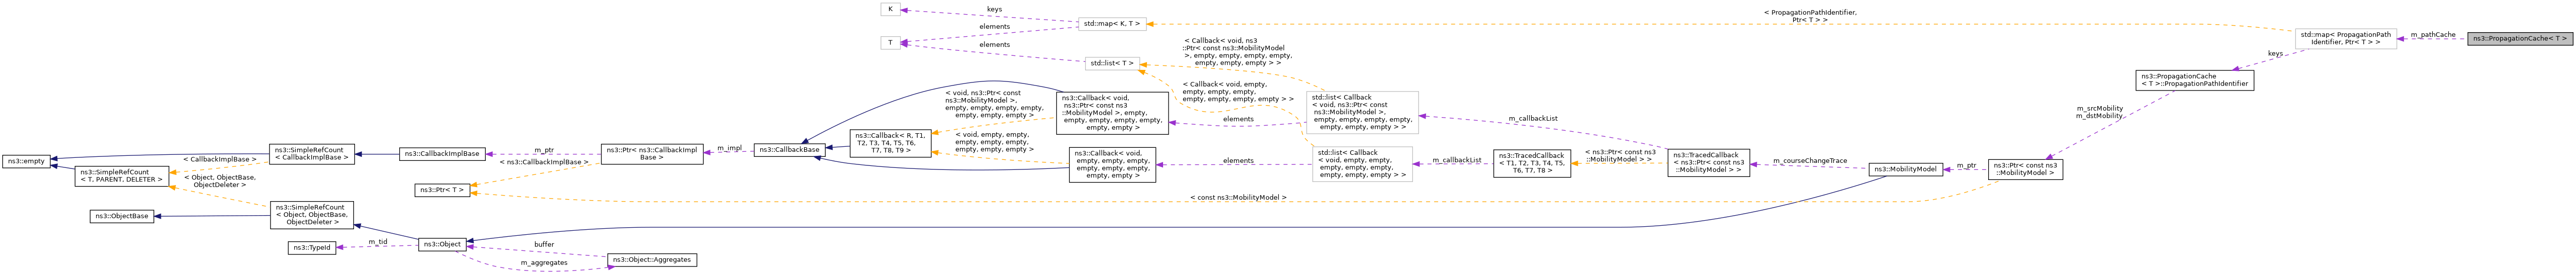 K
keys
std::map< K, T >
elements
T
elements
std::list< T >
< PropagationPathIdentifier,
Ptr< T > >
std::map< PropagationPath
Identifier, Ptr< T > >
m_pathCache
ns3::PropagationCache< T >
keys
ns3::PropagationCache
< T >::PropagationPathIdentifier
m_srcMobility
m_dstMobility
< Callback< void, ns3
::Ptr< const ns3::MobilityModel
>, empty, empty, empty, empty,
empty, empty, empty > >
< Callback< void, empty,
empty, empty, empty,
empty, empty, empty, empty > >
std::list< Callback
< void, ns3::Ptr< const
ns3::MobilityModel >,
empty, empty, empty, empty,
empty, empty, empty > >
elements
m_callbackList
< void, ns3::Ptr< const
ns3::MobilityModel >,
empty, empty, empty, empty,
empty, empty, empty >
ns3::Callback< void,
ns3::Ptr< const ns3
::MobilityModel >, empty,
empty, empty, empty, empty,
empty, empty >
< void, empty, empty,
empty, empty, empty,
empty, empty, empty >
ns3::Callback< R, T1,
T2, T3, T4, T5, T6,
T7, T8, T9 >
ns3::Callback< void,
empty, empty, empty,
empty, empty, empty,
empty, empty >
elements
std::list< Callback
< void, empty, empty,
empty, empty, empty,
empty, empty, empty > >
m_callbackList
ns3::TracedCallback
< T1, T2, T3, T4, T5,
T6, T7, T8 >
< ns3::Ptr< const ns3
::MobilityModel > >
ns3::TracedCallback
< ns3::Ptr< const ns3
::MobilityModel > >
m_courseChangeTrace
ns3::MobilityModel
m_ptr
ns3::Ptr< const ns3
::MobilityModel >
ns3::empty
ns3::SimpleRefCount
< T, PARENT, DELETER >
< CallbackImplBase >
< Object, ObjectBase,
ObjectDeleter >
ns3::SimpleRefCount
< CallbackImplBase >
ns3::CallbackImplBase
m_ptr
< ns3::CallbackImplBase >
ns3::Ptr< ns3::CallbackImpl
Base >
m_impl
ns3::CallbackBase
ns3::Ptr< T >
< const ns3::MobilityModel >
ns3::ObjectBase
ns3::SimpleRefCount
< Object, ObjectBase,
ObjectDeleter >
ns3::TypeId
m_tid
ns3::Object
buffer
m_aggregates
ns3::Object::Aggregates